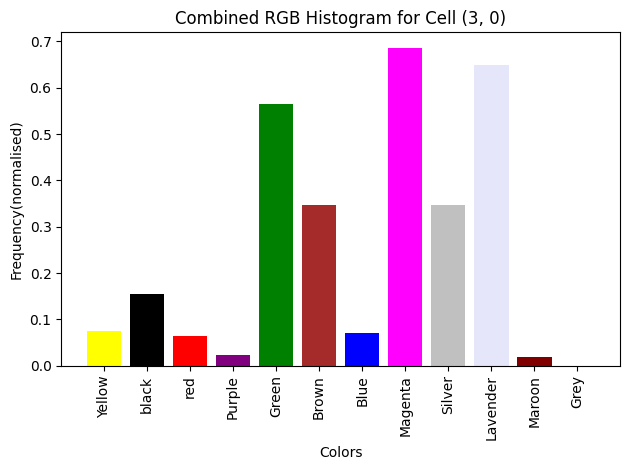 Combined RGB Histogram for Cell (3, 0)
Frequency(normalised)
0.7
0.6
0.5
0.4
0.3
0.2
0.1
0.0
Yellow
black
red
Purple
Green
Brown
Blue
Magenta
Silver
Lavender
Maroon
Grey
Colors